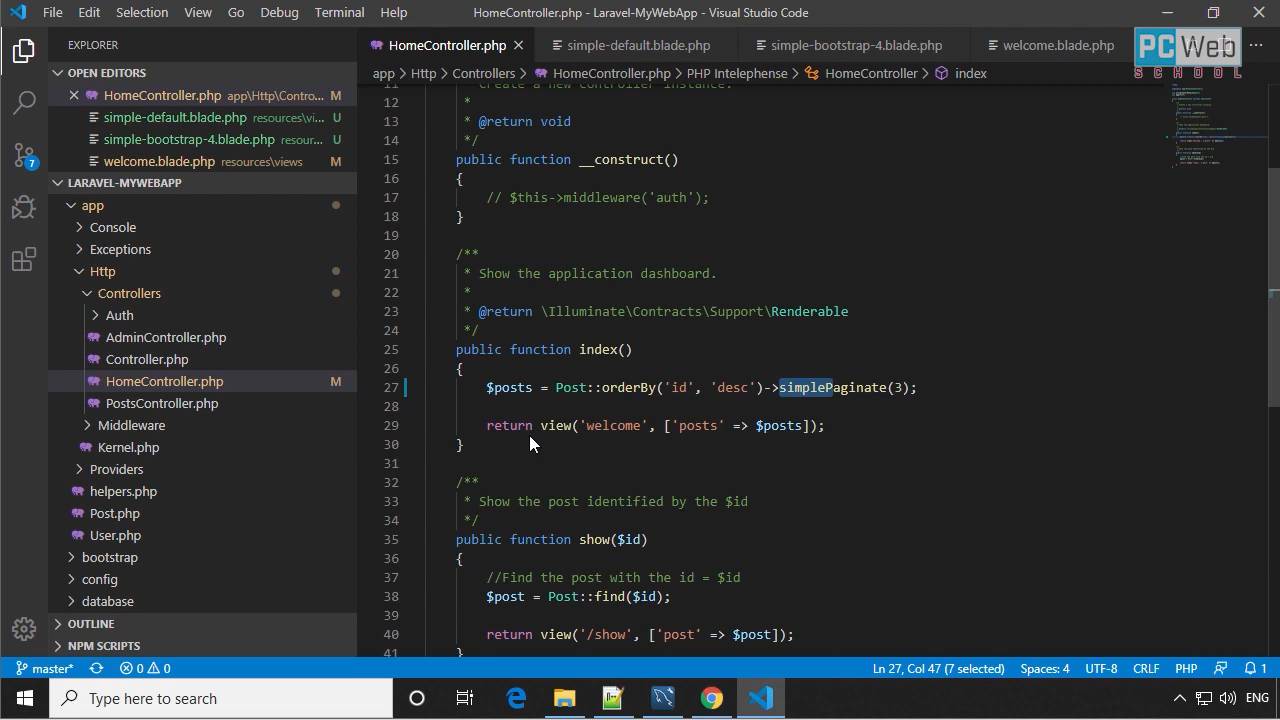 File Edit Selection View Go Debug Terminal Help HomeController.php - Laravel-MyWebApp - Visual Studio Code
EXPLORER
OPEN EDITORS
HomeController.php app\Http\Contro... M
simple-default.blade.php resources\vi... U
simple-bootstrap-4.blade.php resour... U
welcome.blade.php resources\views M
LARAVEL-MYWEBAPP
app
Console
Exceptions
Http
Controllers
Auth
AdminController.php
Controller.php
HomeController.php M
PostsController.php
Middleware
Kernel.php
Providers
helpers.php
Post.php
User.php
bootstrap
config
database
OUTLINE
NPM SCRIPTS
7
HomeController.php simple-default.blade.php simple-bootstrap-4.blade.php welcome.blade.php
PC Web
SCHOOL
app > Http > Controllers > HomeController.php > PHP Intelephense > HomeController > index
11 * Create a new controller instance.
12 *
13 * @return void
14 */
15 public function __construct()
16 {
17 // $this->middleware('auth');
18 }
19
20 /**
21 * Show the application dashboard.
22 *
23 * @return \Illuminate\Contracts\Support\Renderable
24 */
25 public function index()
26 {
27 $posts = Post::orderBy('id', 'desc')->simplePaginate(3);
28
29 return view('welcome', ['posts' => $posts]);
30 }
31
32 /**
33 * Show the post identified by the $id
34 */
35 public function show($id)
36 {
37 //Find the post with the id = $id
38 $post = Post::find($id);
39
40 return view('/show', ['post' => $post]);
41 }
master* 0 0 Ln 27, Col 47 (7 selected) Spaces: 4 UTF-8 CRLF PHP 1
Type here to search ENG